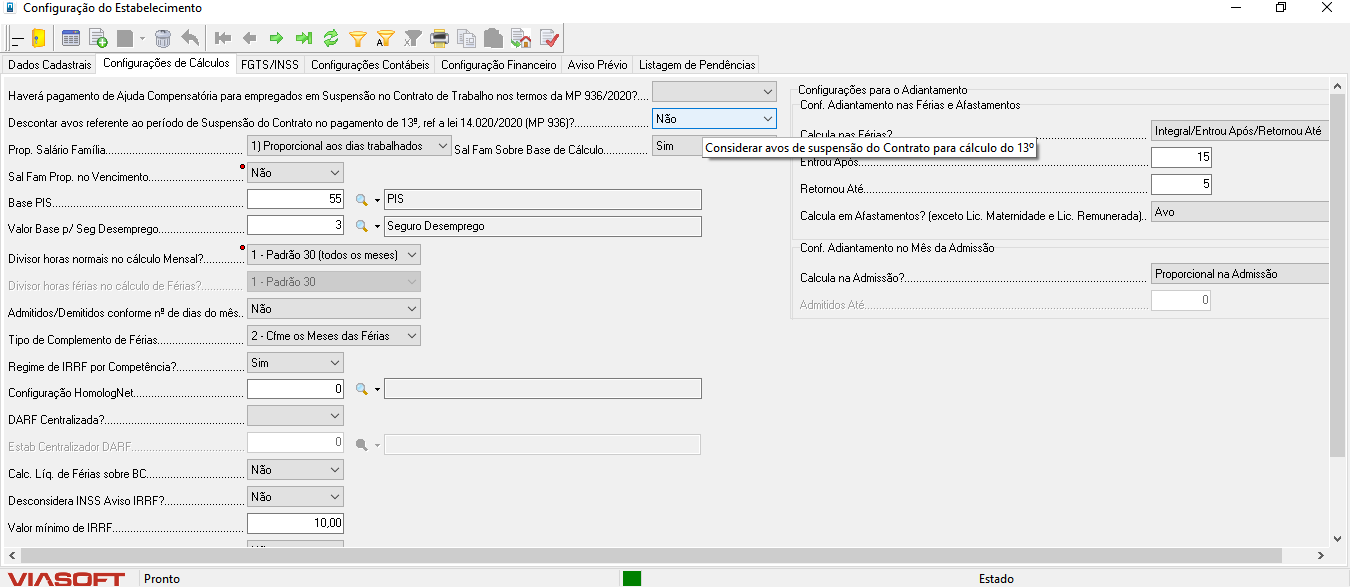 Configuração do Estabelecimento
Dados Cadastrais Configurações de Cálculos FGTS/INSS Configurações Contábeis Configuração Financeiro Aviso Prévio Listagem de Pendências
Haverá pagamento de Ajuda Compensatória para empregados em Suspensão no Contrato de Trabalho nos termos da MP 936/2020?....
Descontar avos referente ao período de Suspensão do Contrato no pagamento de 13º, ref a lei 14.020/2020 (MP 936)?.......................... Não
Considerar avos de suspensão do Contrato para cálculo do 13º
Prop. Salário Família................................................ 1) Proporcional aos dias trabalhados Sal Fam Sobre Base de Cálculo............... Sim
Sal Fam Prop. no Vencimento................................. Não
Base PIS................................................................ 55 PIS
Valor Base p/ Seg Desemprego............................. 3 Seguro Desemprego
Divisor horas normais no cálculo Mensal?.............. 1 - Padrão 30 (todos os meses)
Divisor horas férias no cálculo de Férias?.............. 1 - Padrão 30
Admitidos/Demitidos conforme nº de dias do mês.. Não
Tipo de Complemento de Férias............................. 2 - Cfme os Meses das Férias
Regime de IRRF por Competência?....................... Sim
Configuração HomologNet..................................... 0
DARF Centralizada?............................................... 
Estab Centralizador DARF...................................... 0
Calc. Líq. de Férias sobre BC................................. Não
Desconsidera INSS Aviso IRRF?........................... Não
Valor mínimo de IRRF............................................ 10,00
Configurações para o Adiantamento
Conf. Adiantamento nas Férias e Afastamentos
Calcula nas Férias? Integral/Entrou Após/Retornou Até
Entrou Após........................................................... 15
Retornou Até.......................................................... 5
Calcula em Afastamentos? (exceto Lic. Maternidade e Lic. Remunerada).. Avo
Conf. Adiantamento no Mês da Admissão
Calcula na Admissão?............................................ Proporcional na Admissão
Admitidos Até........................................................ 0
VIASOFT Pronto Estado